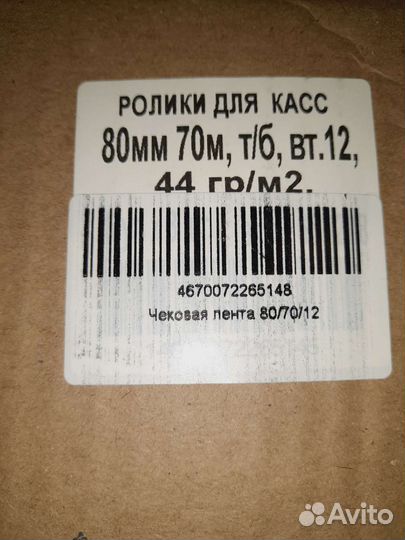 РОЛИКИ ДЛЯ КАСС
80мм 70м, т/б, вт.12,
44 гр/м2.
4670072265148
Чековая лента 80/70/12
Avito